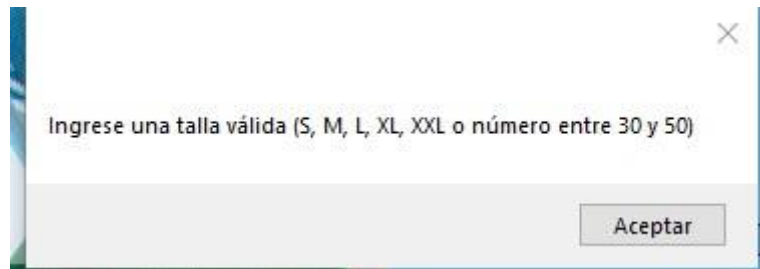 Ingrese una talla válida (S, M, L, XL, XXL o número entre 30 y 50)
Aceptar